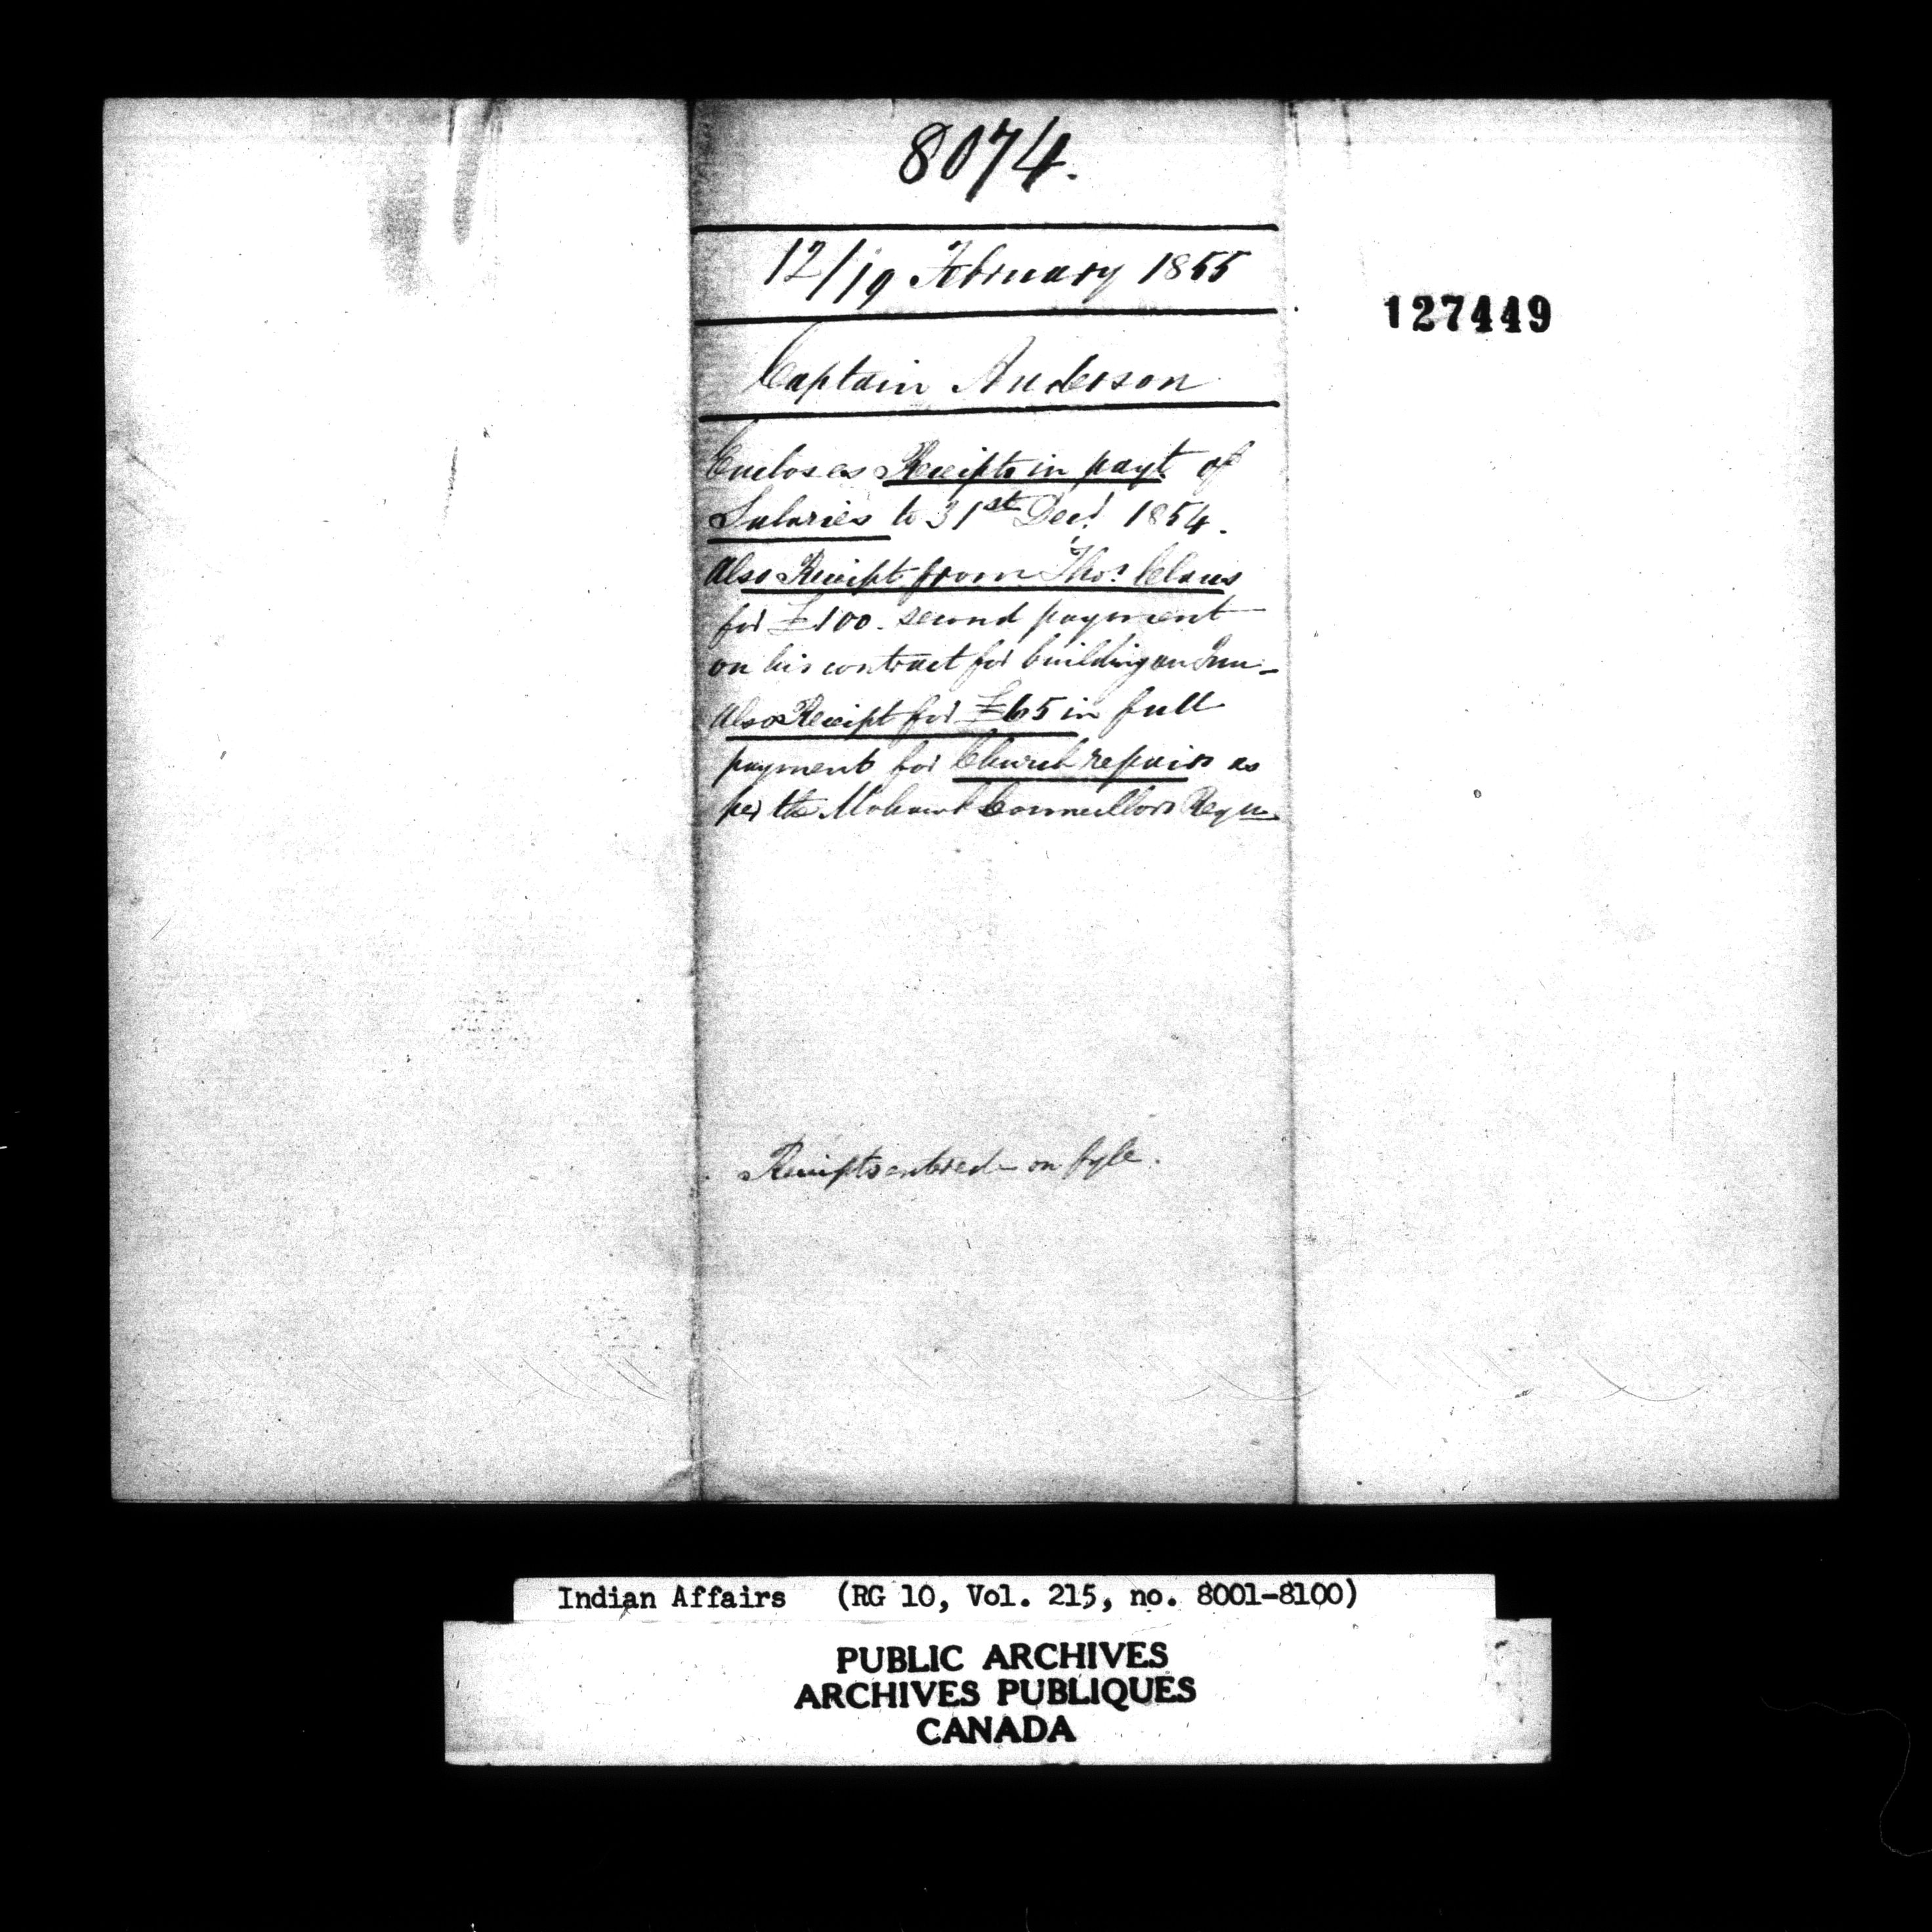 8074.
12/19 February 1855
127449
Captain Anderson
Encloses Receipts in payt. of
Salaries to 31st Decr. 1854.
Also Receipt from Thos. Claus
for £100. second payment
on his contract for building an Inn-
Also Receipt for £65 in full
payment for Church repairs as
per the Mohawk Councillors Requ.
Receipts entered on fyle.
Indian Affairs (RG 10, Vol. 215, no. 8001-8100)
PUBLIC ARCHIVES
ARCHIVES PUBLIQUES
CANADA